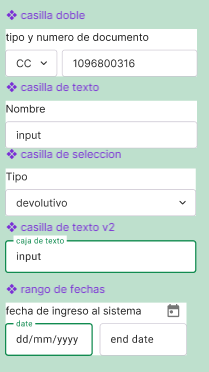 ❖ casilla doble
tipo y numero de documento
CC 1096800316
❖ casilla de texto
Nombre
input
❖ casilla de seleccion
Tipo
devolutivo
❖ casilla de texto v2
caja de texto
input
❖ rango de fechas
fecha de ingreso al sistema
date
dd/mm/yyyy end date